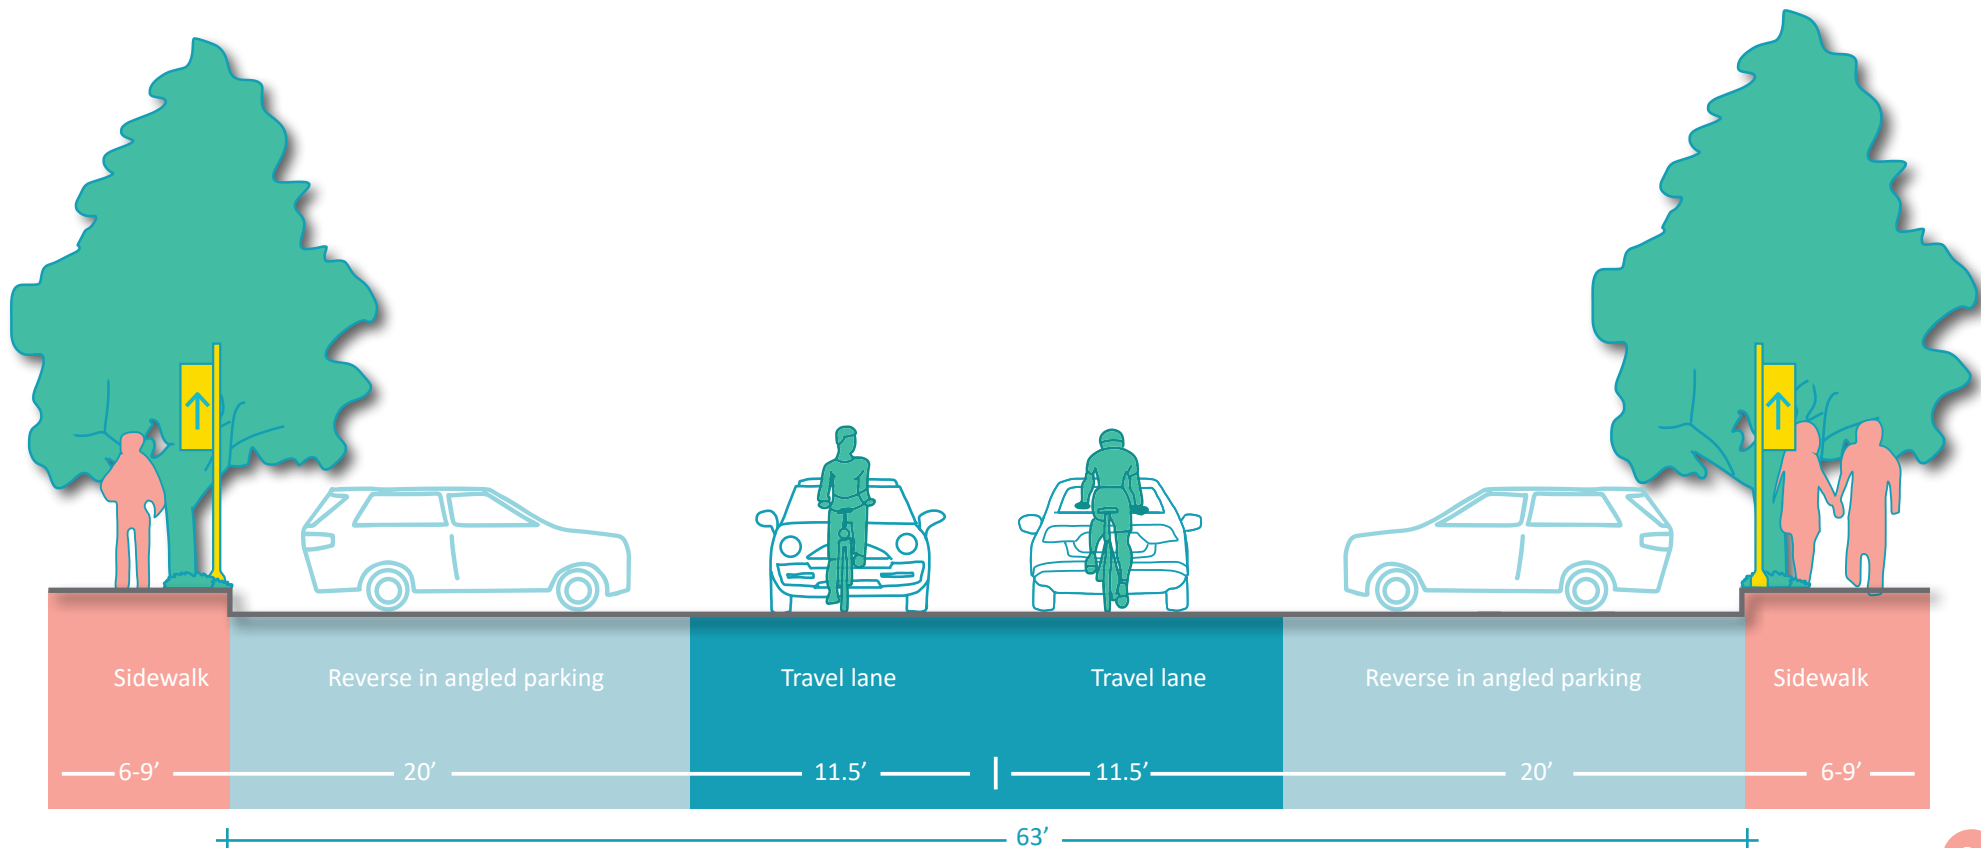 Sidewalk
Reverse in angled parking
Travel lane
Travel lane
Reverse in angled parking
Sidewalk
6-9’
20’
11.5’
11.5’
20’
6-9’
63’